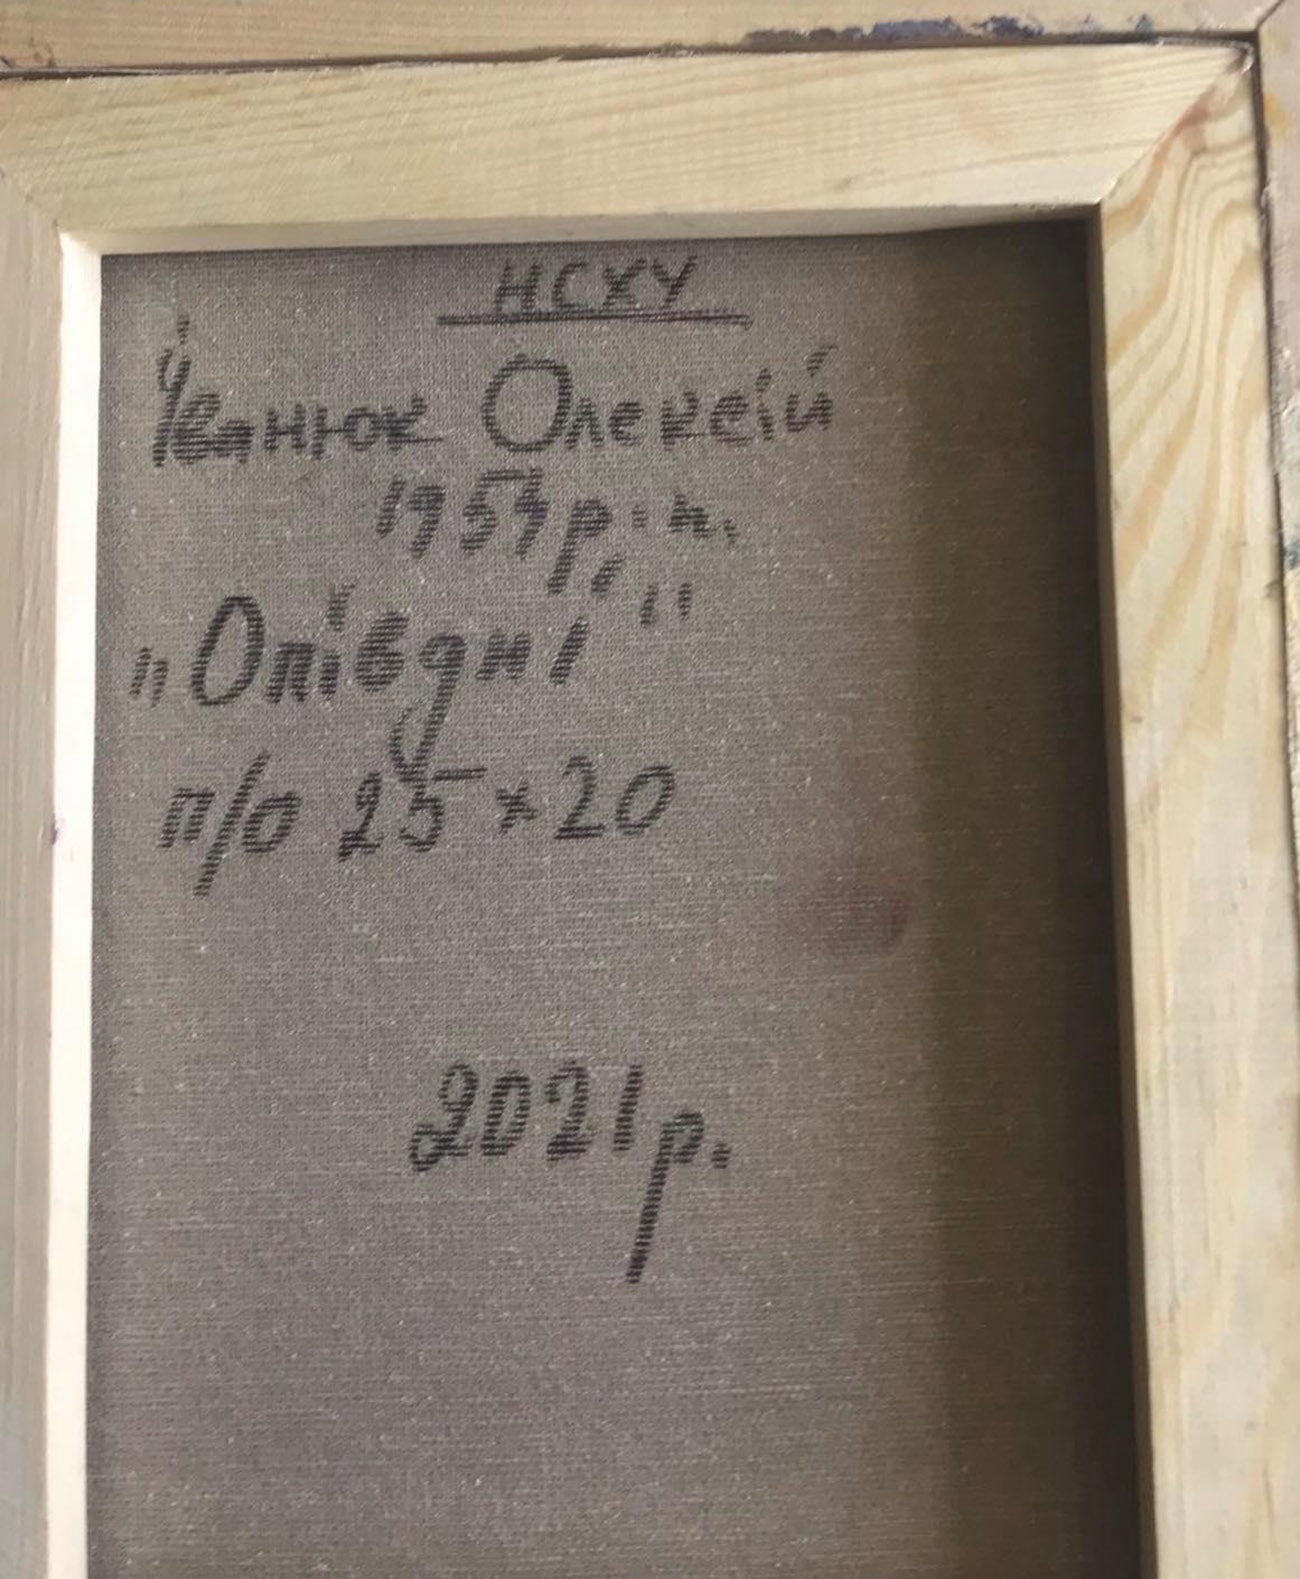 НСХУ
Іванюк Олексій
1954 р. н.
„Опівдні"
п/о 25 x 20
2021 р.